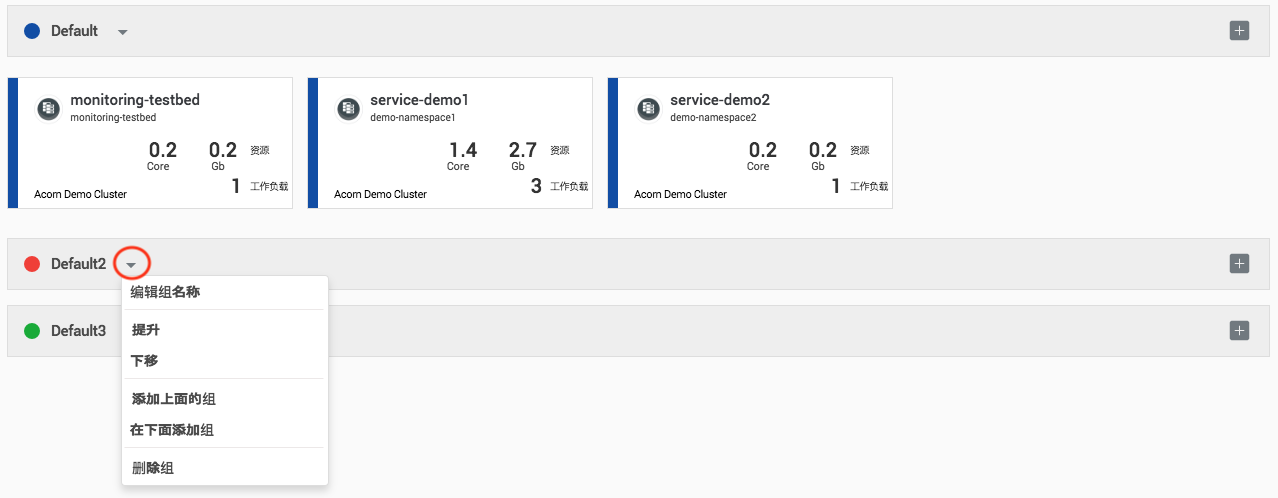 Default
monitoring-testbed
monitoring-testbed
0.2 0.2 资源
Core Gb
1 工作负载
Acorn Demo Cluster
service-demo1
demo-namespace1
1.4 2.7 资源
Core Gb
3 工作负载
Acorn Demo Cluster
service-demo2
demo-namespace2
0.2 0.2 资源
Core Gb
1 工作负载
Acorn Demo Cluster
Default2
编辑组名称
提升
下移
添加上面的组
在下面添加组
删除组
Default3